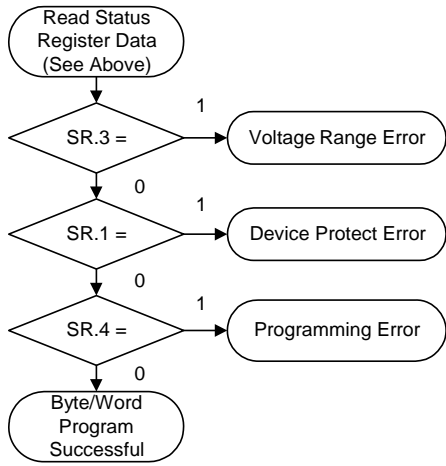 Read Status
Register Data
(See Above)
1
SR.3 =
Voltage Range Error
0
1
SR.1 =
Device Protect Error
0
1
SR.4 =
Programming Error
0
Byte/Word
Program
Successful